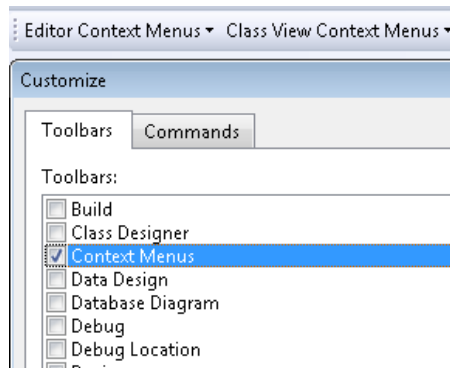 Editor Context Menus Class View Context Menus
Customize
Toolbars Commands
Toolbars:
Build
Class Designer
Context Menus
Data Design
Database Diagram
Debug
Debug Location